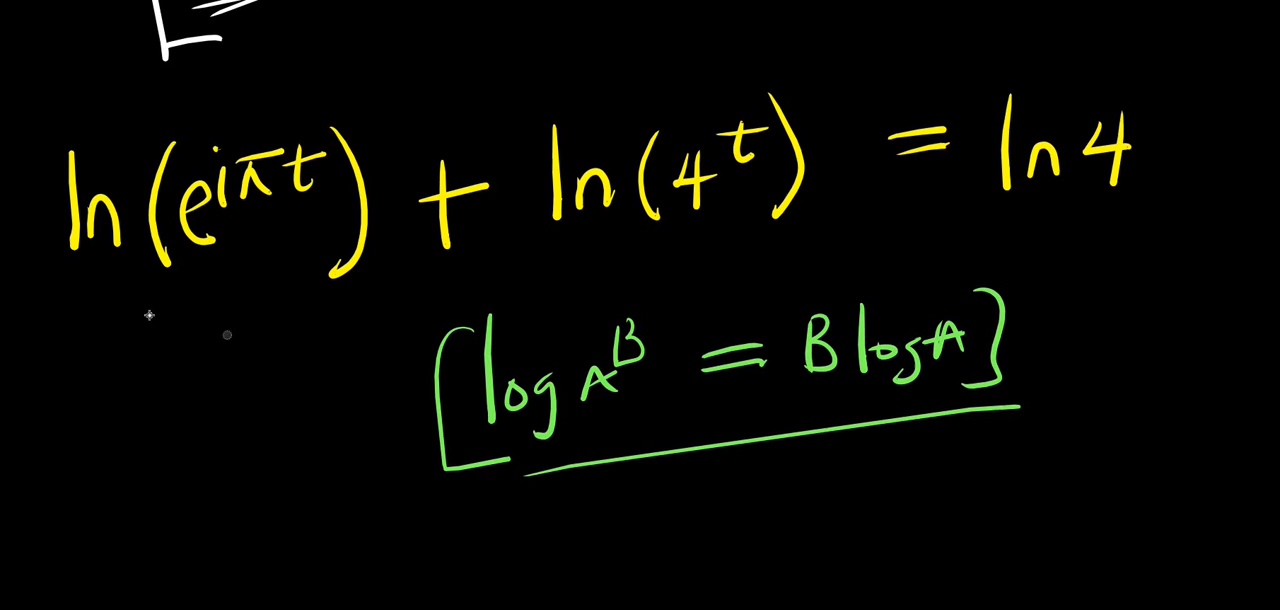 ln(e^{iπt}) + ln(4^t) = ln 4
[log A^B = B log A]